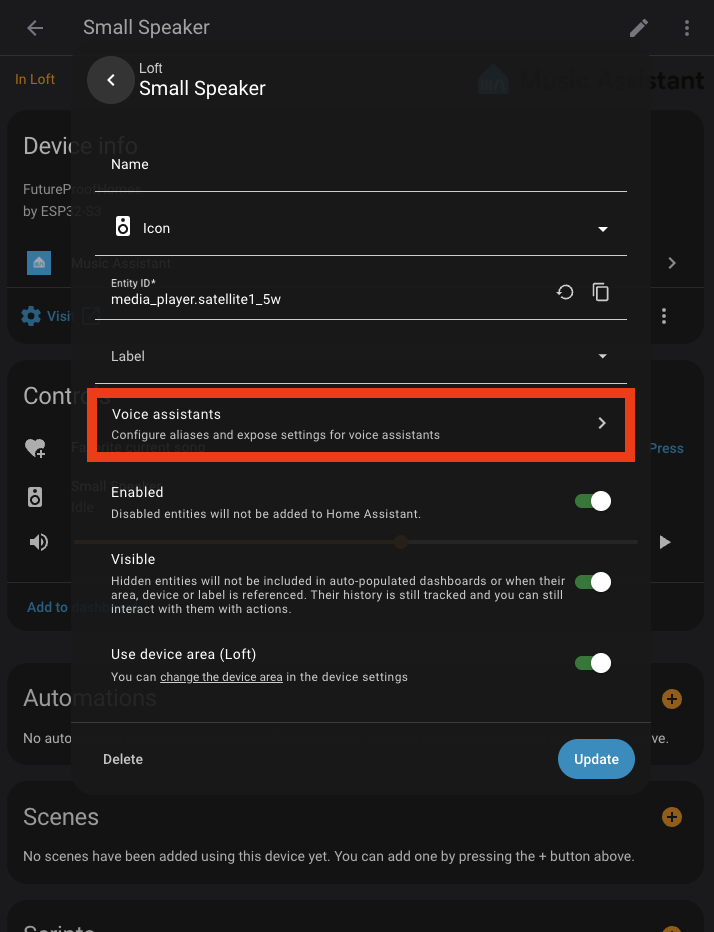 Small Speaker
In Loft
Loft
Small Speaker
Music Assistant
Device info
Name
FutureProofHomes
by ESP32-S3
Icon
Music Assistant
Entity ID*
media_player.satellite1_5w
Visit
Label
Controls
Voice assistants
Configure aliases and expose settings for voice assistants
Favorite current song
Press
Small Speaker
Idle
Enabled
Disabled entities will not be added to Home Assistant.
Visible
Hidden entities will not be included in auto-populated dashboards or when their
area, device or label is referenced. Their history is still tracked and you can still
interact with them with actions.
Add to dashboard
Use device area (Loft)
You can change the device area in the device settings
Automations
No auto
ve.
Delete
Update
Scenes
+
No scenes have been added using this device yet. You can add one by pressing the + button above.
Scripts